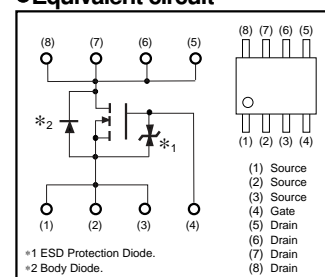 ●Equivalent circuit
(8) (7) (6) (5)
∗2
∗1
(1) (2) (3) (4)
∗1 ESD Protection Diode.
∗2 Body Diode.
(8) (7) (6) (5)
(1) (2) (3) (4)
(1) Source
(2) Source
(3) Source
(4) Gate
(5) Drain
(6) Drain
(7) Drain
(8) Drain